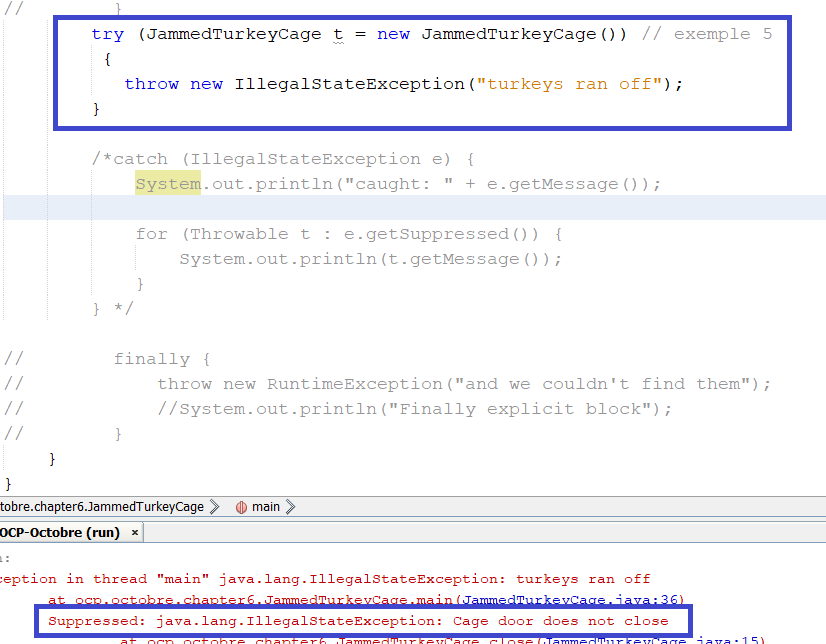 // }
try (JammedTurkeyCage t = new JammedTurkeyCage()) // exemple 5
{
throw new IllegalStateException("turkeys ran off");
}
/*catch (IllegalStateException e) {
System.out.println("caught: " + e.getMessage());
for (Throwable t : e.getSuppressed()) {
System.out.println(t.getMessage());
}
} */
// finally {
// throw new RuntimeException("and we couldn't find them");
// //System.out.println("Finally explicit block");
// }
}
}
tobre.chapter6.JammedTurkeyCage main
OCP-Octobre (run) ×
:
ception in thread "main" java.lang.IllegalStateException: turkeys ran off
at ocp.octobre.chapter6.JammedTurkeyCage.main(JammedTurkeyCage.java:36)
Suppressed: java.lang.IllegalStateException: Cage door does not close
at ocp.octobre.chapter6.JammedTurkeyCage.close(JammedTurkeyCage.java:15)